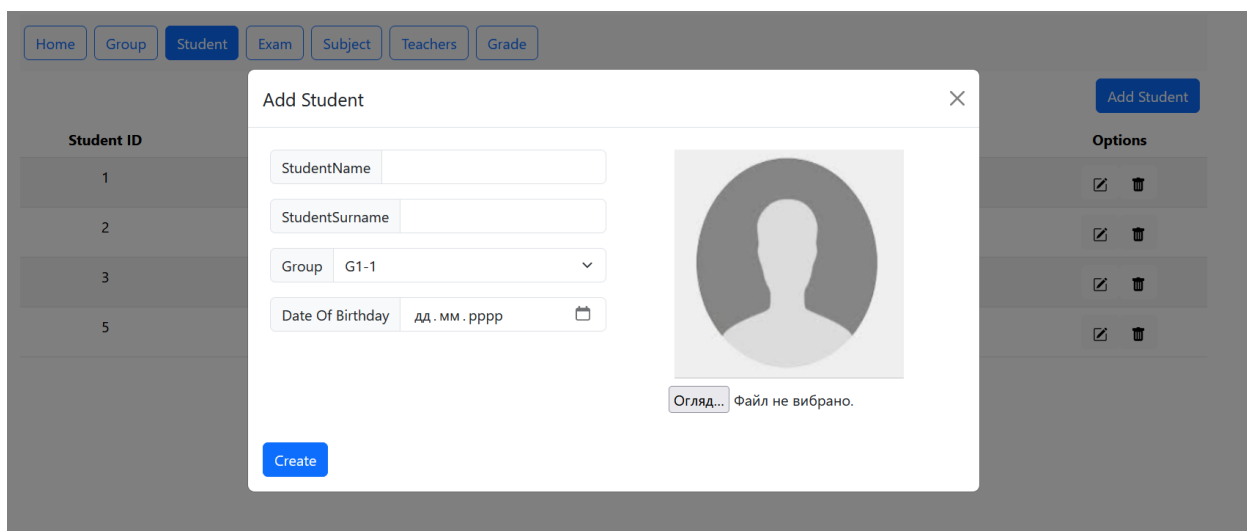 Home Group Student Exam Subject Teachers Grade
Add Student
Add Student
Student ID
Options
StudentName
1
StudentSurname
2
Group G1-1
3
Date Of Birthday дд.мм.рррр
5
Огляд... Файл не вибрано.
Create